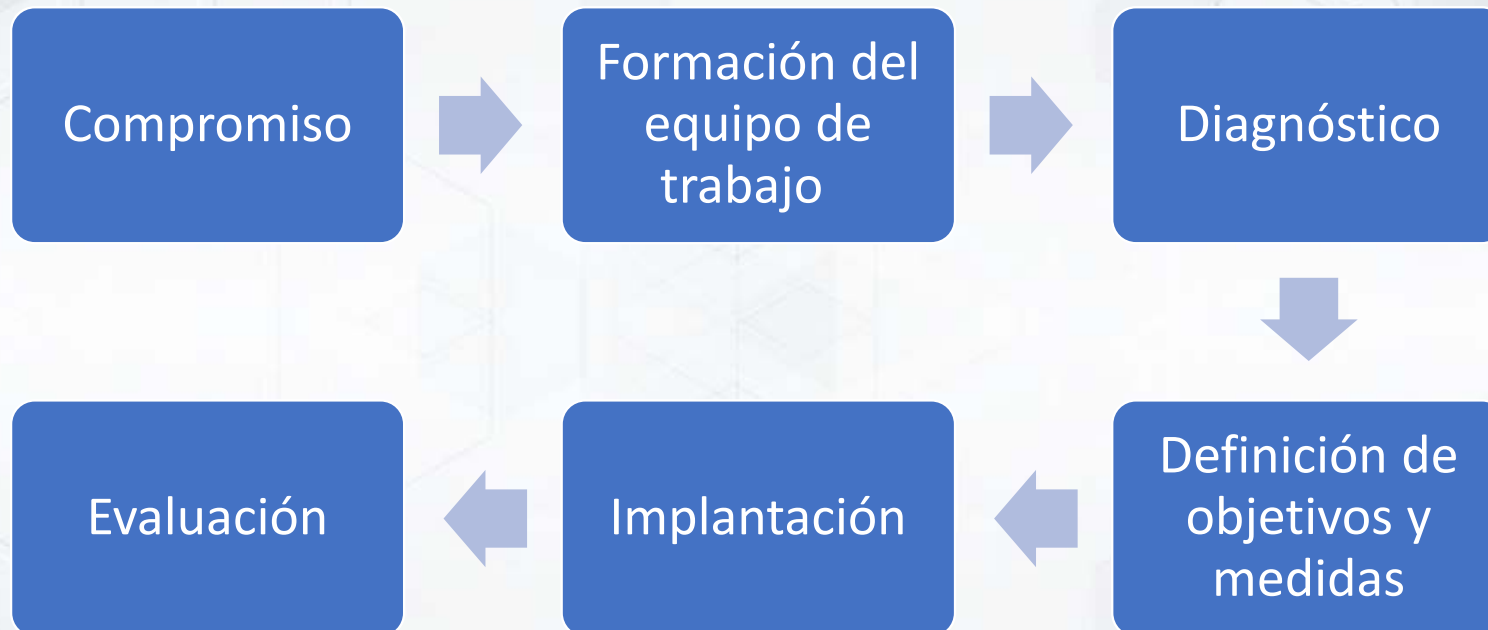 Compromiso
Formación del
equipo de
trabajo
Diagnóstico
Definición de
objetivos y
medidas
Implantación
Evaluación